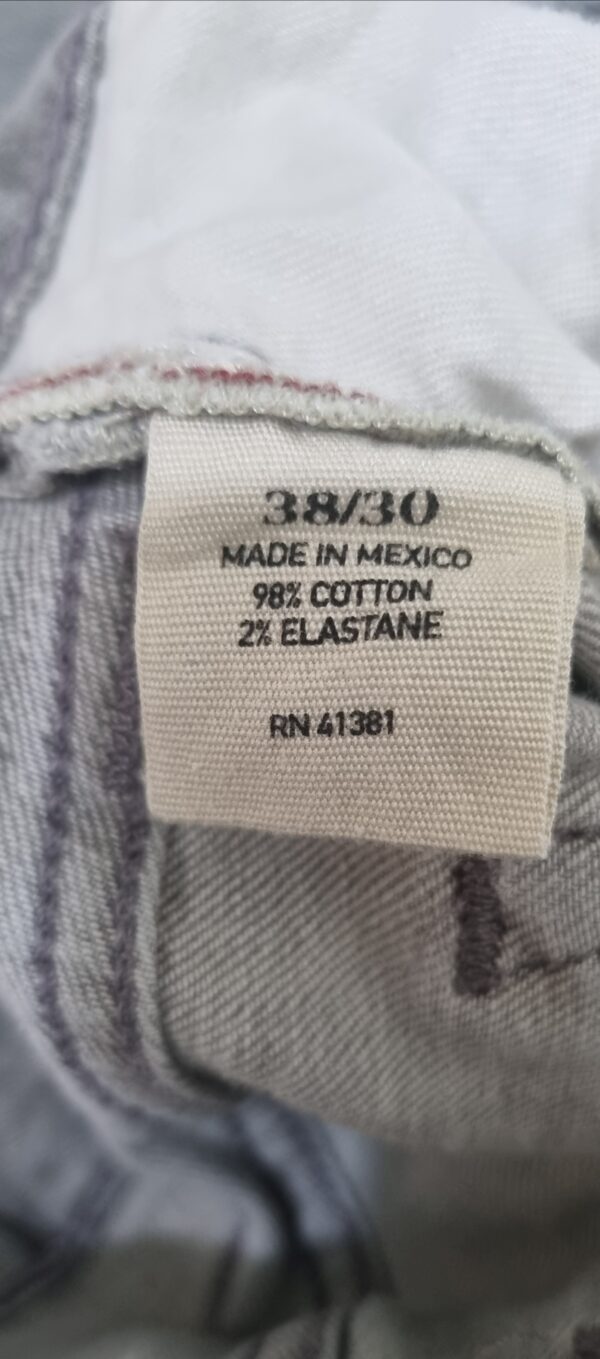 38/30
MADE IN MEXICO
98% COTTON
2% ELASTANE
RN 41381